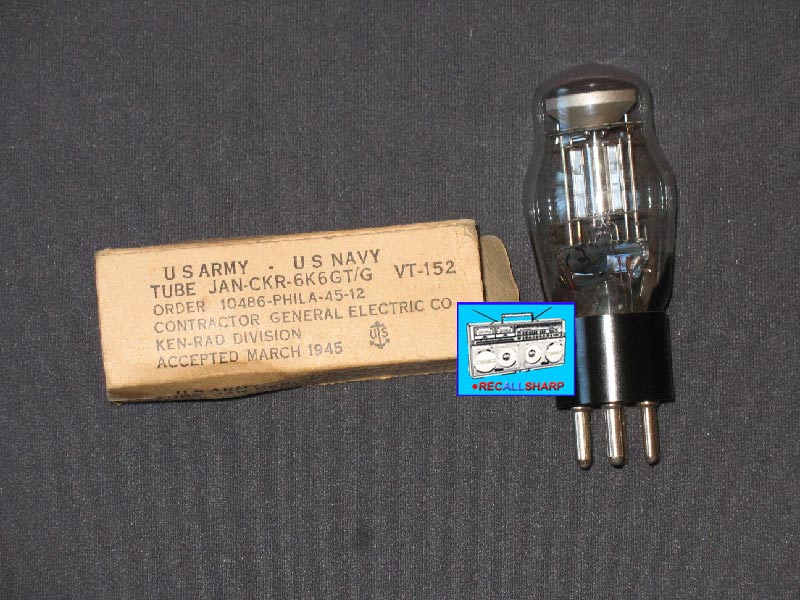 US ARMY - US NAVY
TUBE JAN-CKR-6K6GT/G VT-152
ORDER 10486-PHILA-45-12
CONTRACTOR GENERAL ELECTRIC CO
KEN-RAD DIVISION
ACCEPTED MARCH 1945
●RECALLSHARP